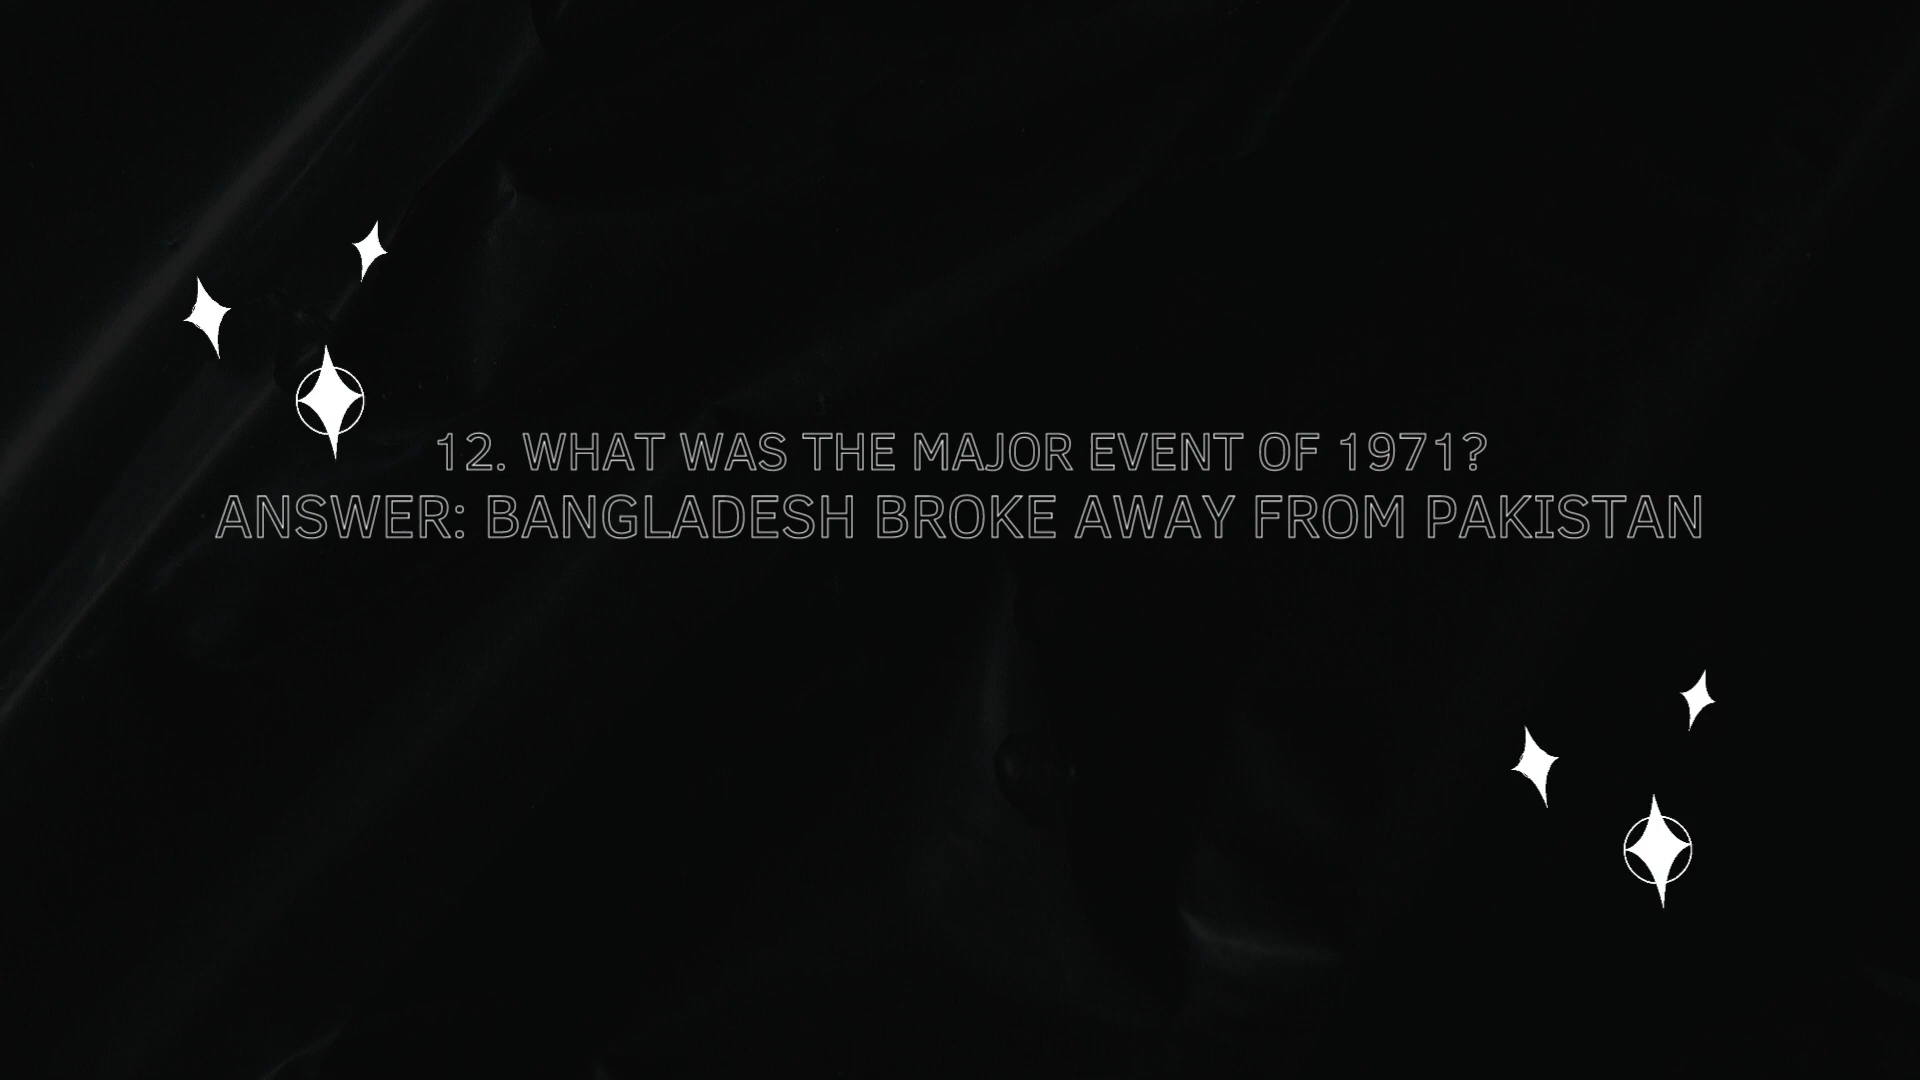 12. WHAT WAS THE MAJOR EVENT OF 1971?
ANSWER: BANGLADESH BROKE AWAY FROM PAKISTAN